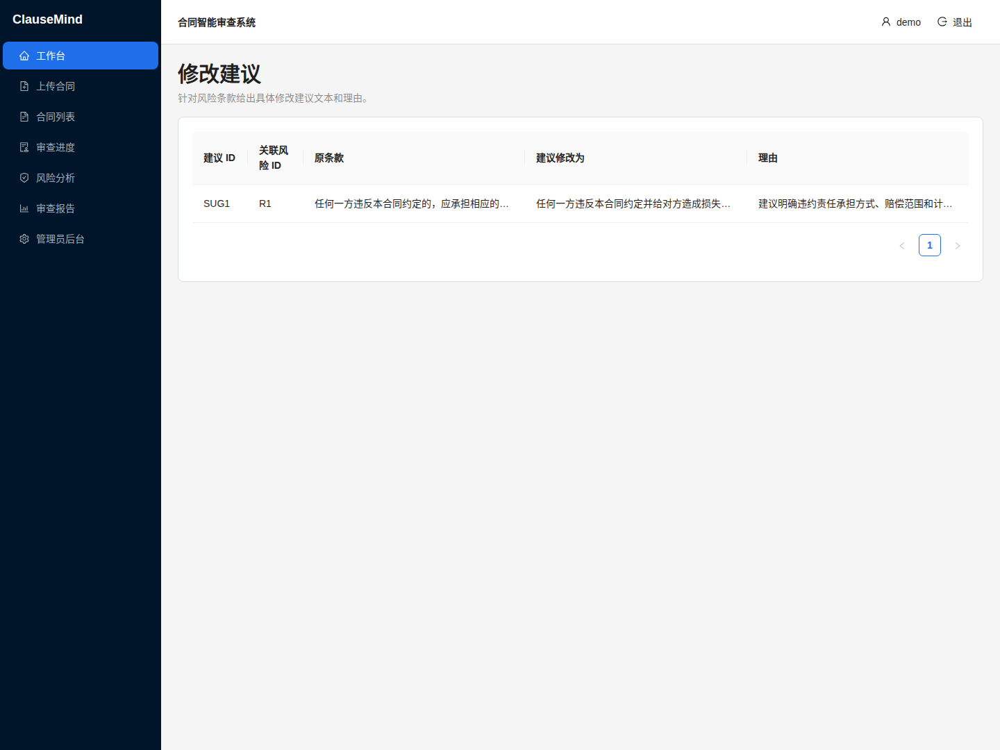 ClauseMind
工作台
上传合同
合同列表
审查进度
风险分析
审查报告
管理员后台
合同智能审查系统
demo
退出
修改建议
针对风险条款给出具体修改建议文本和理由。
建议 ID
关联风
险 ID
原条款
建议修改为
理由
SUG1
R1
任何一方违反本合同约定的，应承担相应的…
任何一方违反本合同约定并给对方造成损失…
建议明确违约责任承担方式、赔偿范围和计…
1